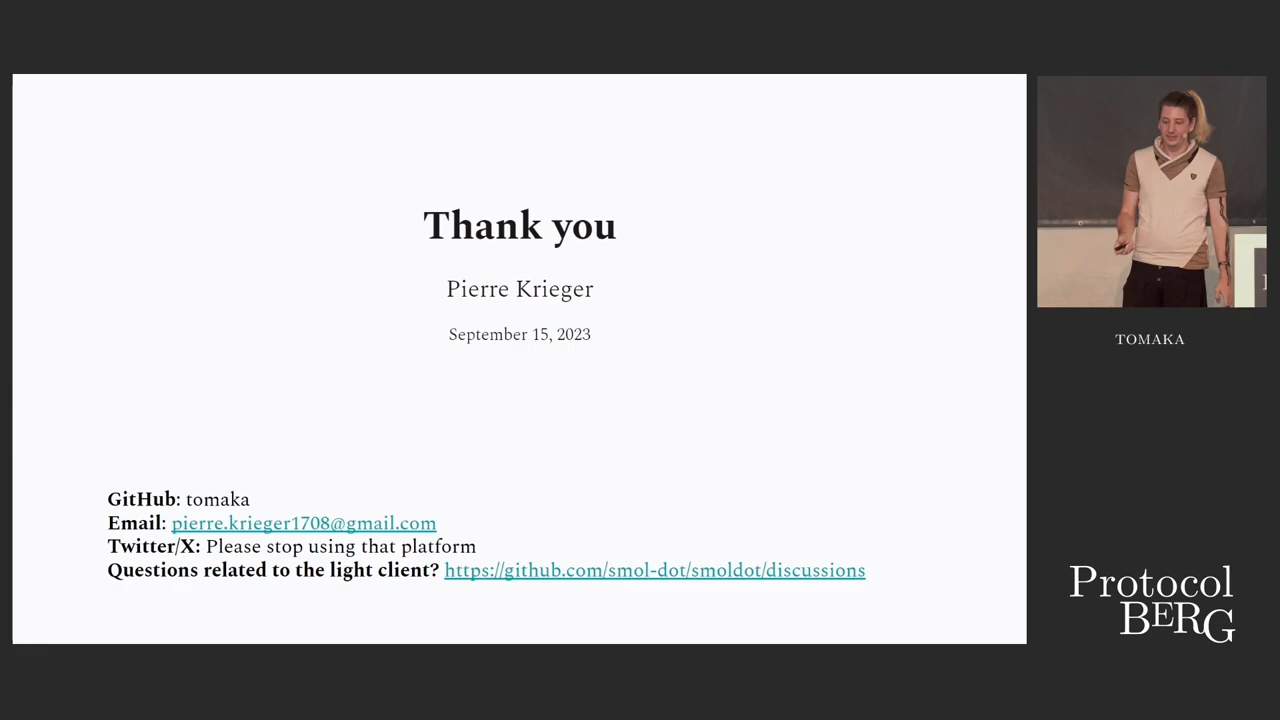 Thank you
Pierre Krieger
September 15, 2023
GitHub: tomaka
Email: pierre.krieger1708@gmail.com
Twitter/X: Please stop using that platform
Questions related to the light client? https://github.com/smol-dot/smoldot/discussions
TOMAKA
Protocol
BERG